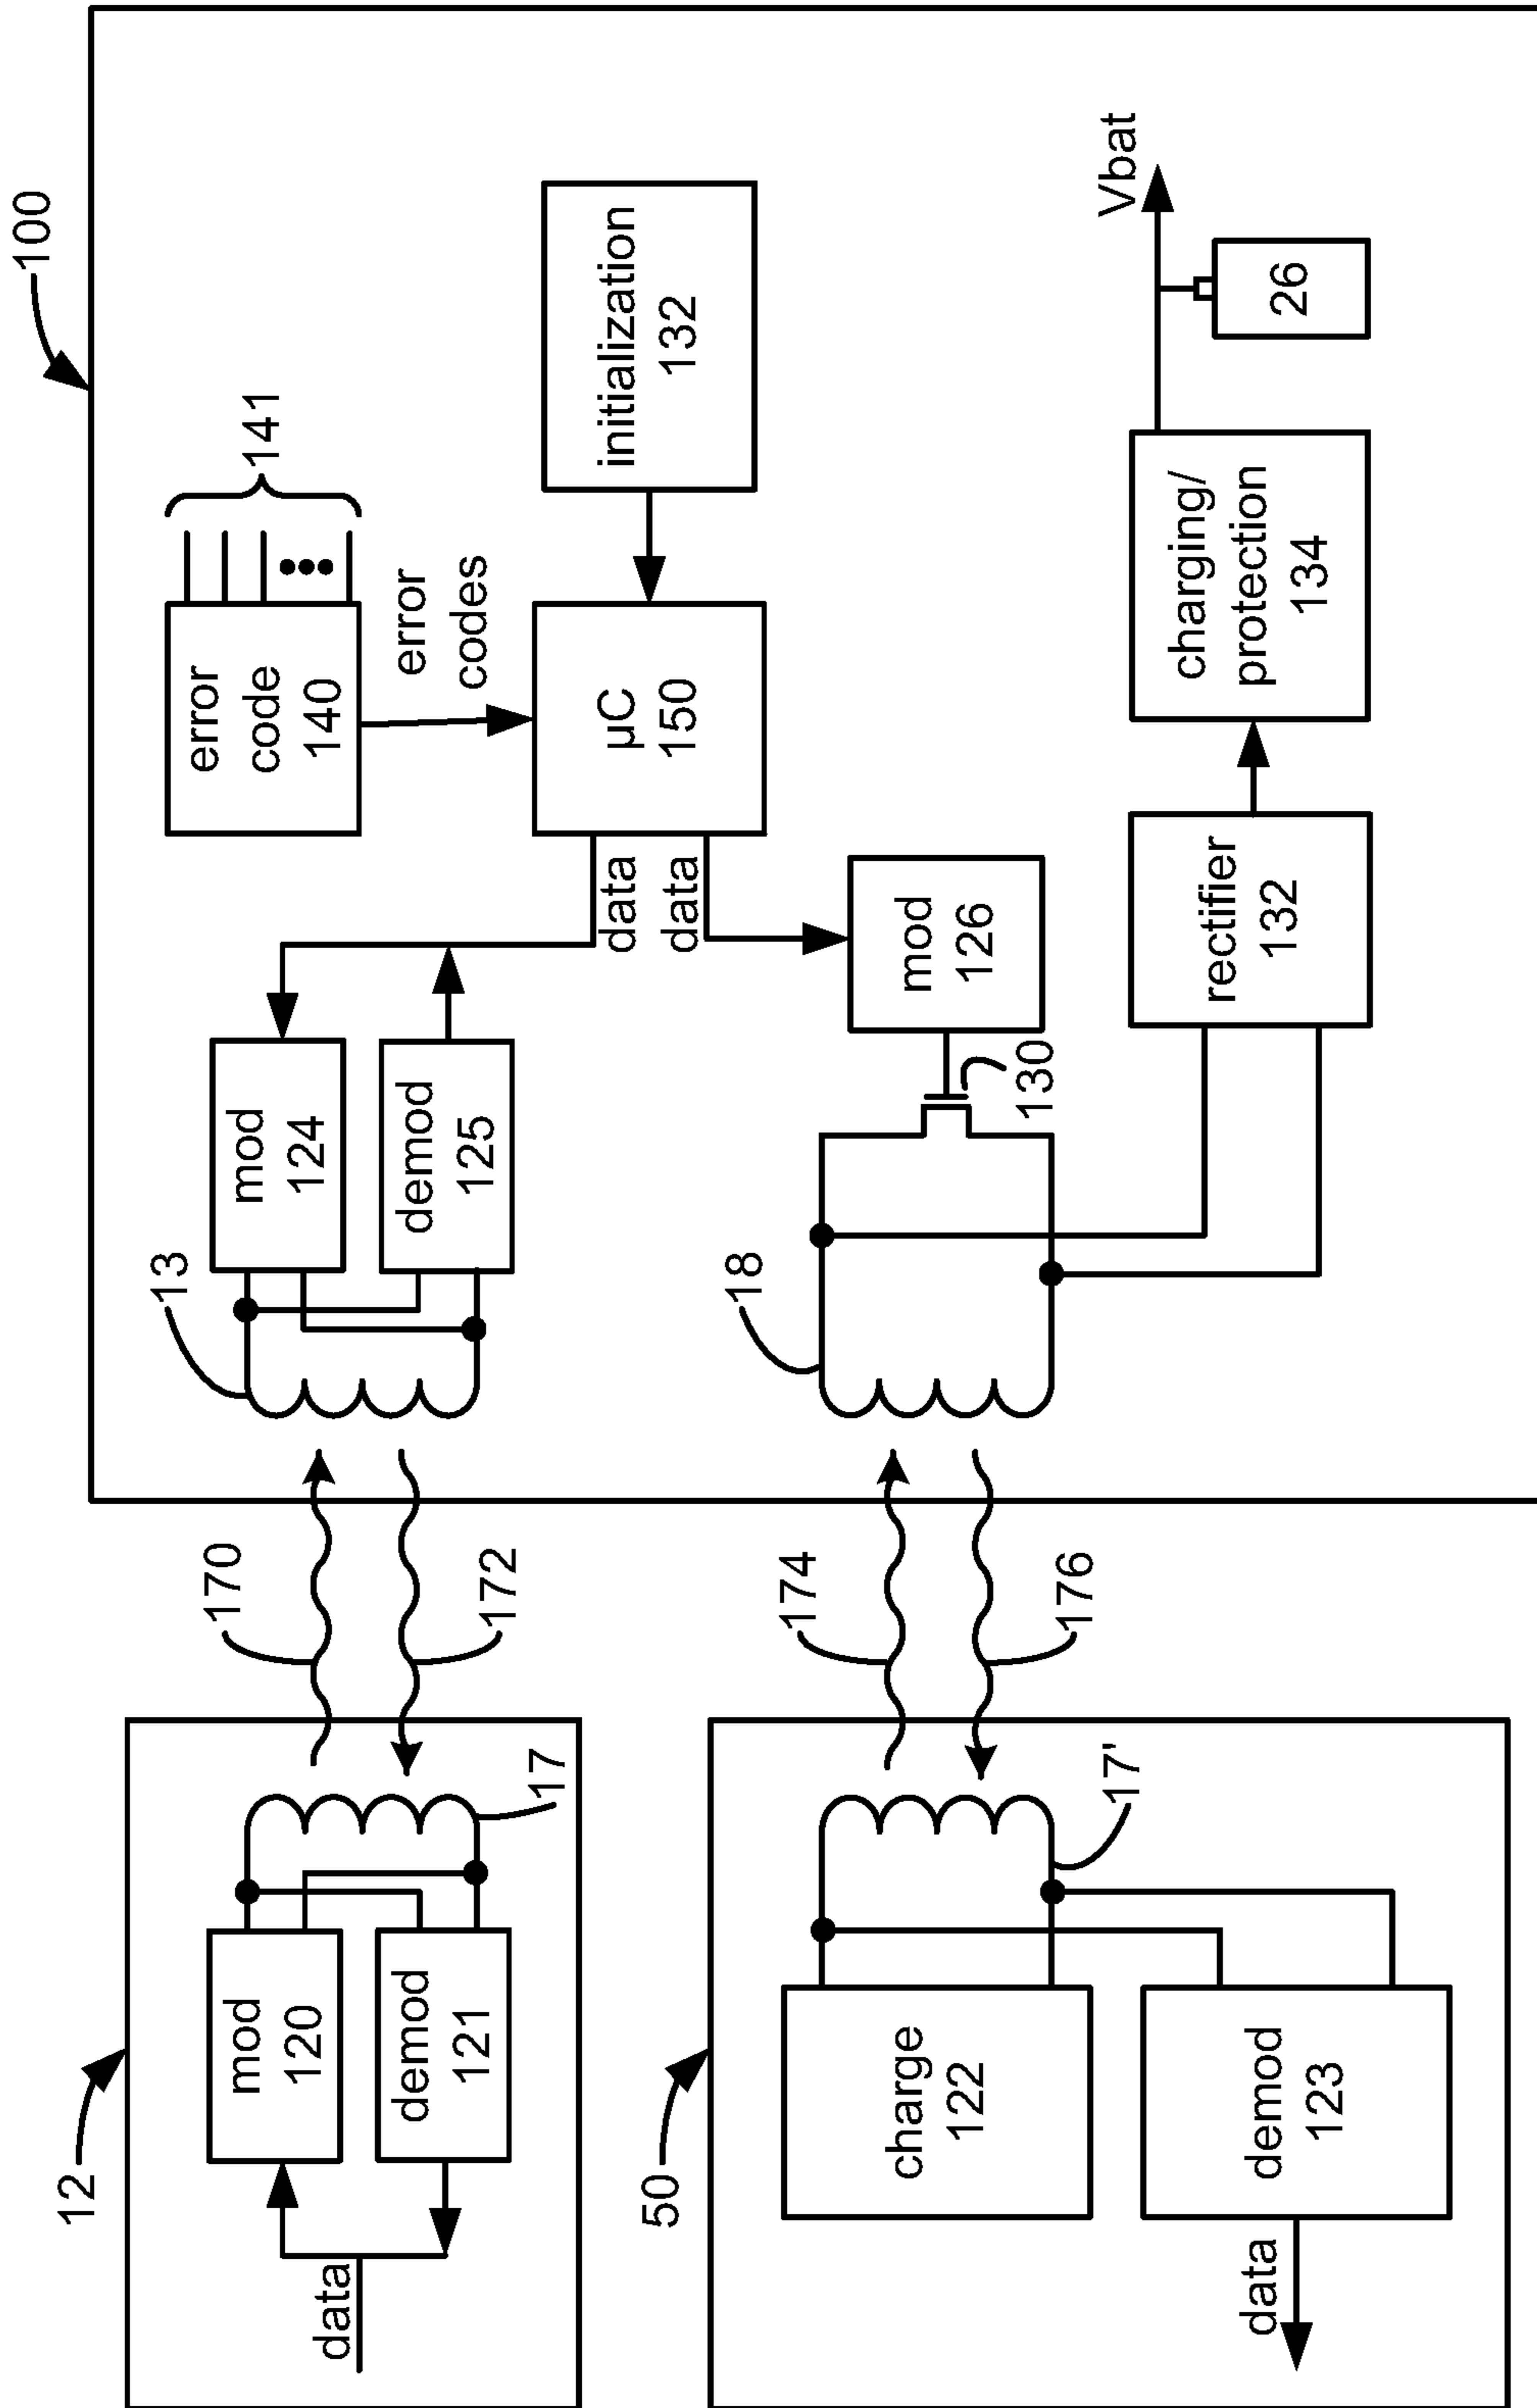 100
12
data
mod
120
demod
121
17
170
172
13
mod
124
demod
125
data
data
error
code
140
141
error
codes
µC
150
initialization
132
50
charge
122
demod
123
data
17'
174
176
18
130
mod
126
rectifier
132
charging/
protection
134
Vbat
26